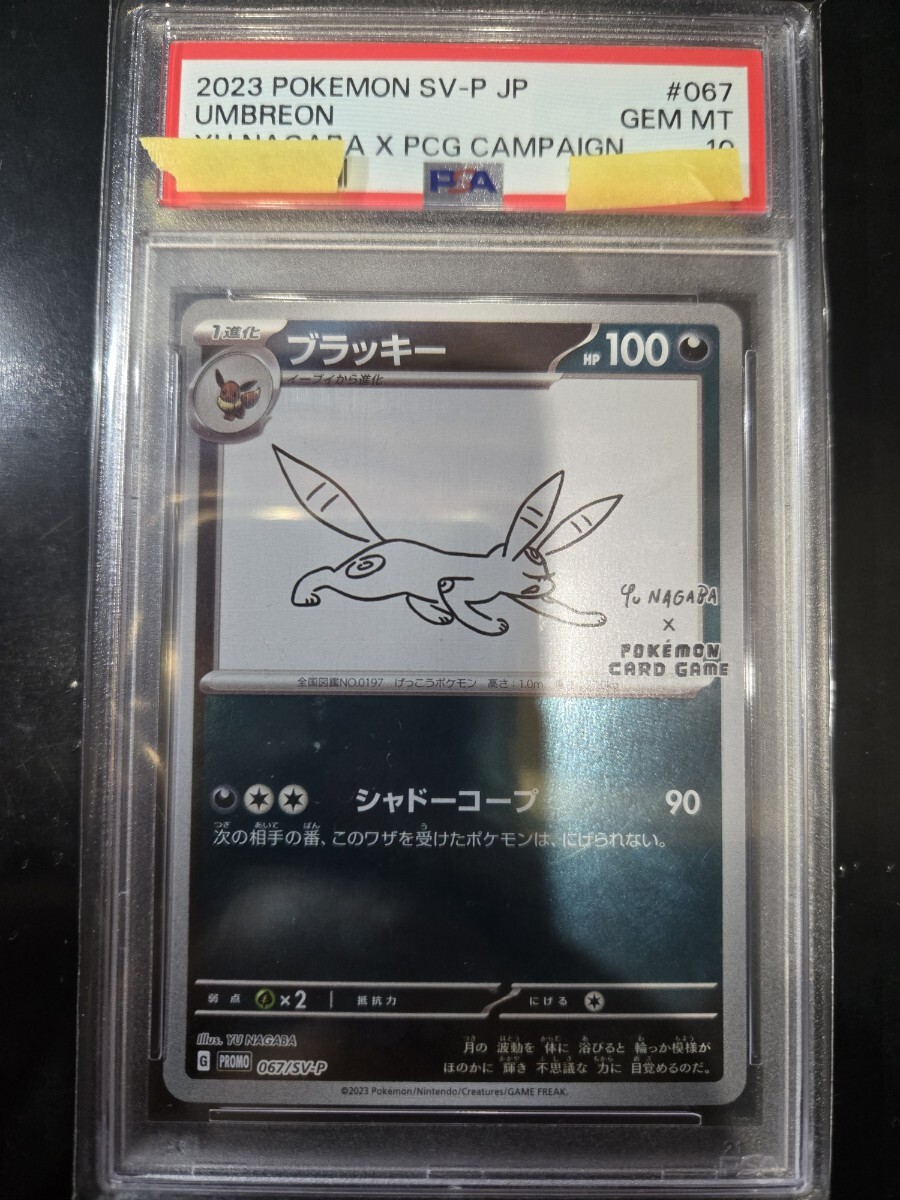 2023 POKEMON SV-P JP #067
UMBREON GEM MT
YU NAGABA X PCG CAMPAIGN 10
PSA
1進化
ブラッキー HP 100
イーブイから進化
YU NAGABA
×
POKÉMON
CARD GAME
全国図鑑NO.0197 げっこうポケモン 高さ:1.0m
シャドーコープ 90
次の相手の番、このワザを受けたポケモンは、にげられない。
弱点 ×2 抵抗力 にげる
Illus. YU NAGABA
G PROMO 067/SV-P
月の 波動を 体に 浴びると 輪っか模様が
ほのかに 輝き 不思議な 力に 目覚めるのだ。
©2023 Pokémon/Nintendo/Creatures/GAME FREAK.